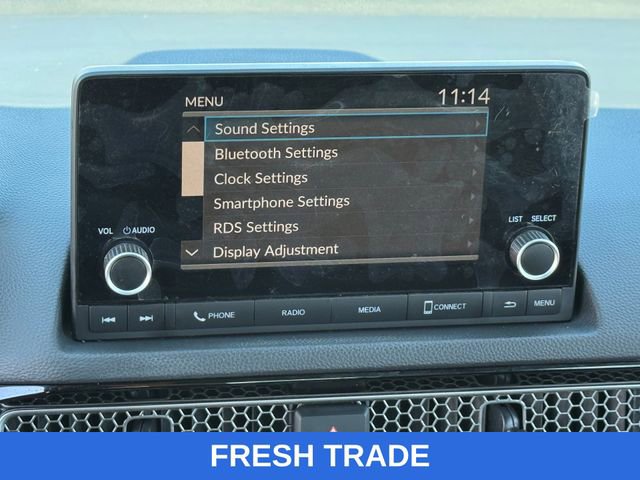 MENU
11:14
Sound Settings
Bluetooth Settings
Clock Settings
Smartphone Settings
RDS Settings
Display Adjustment
VOL AUDIO
LIST SELECT
PHONE
RADIO
MEDIA
CONNECT
MENU
FRESH TRADE